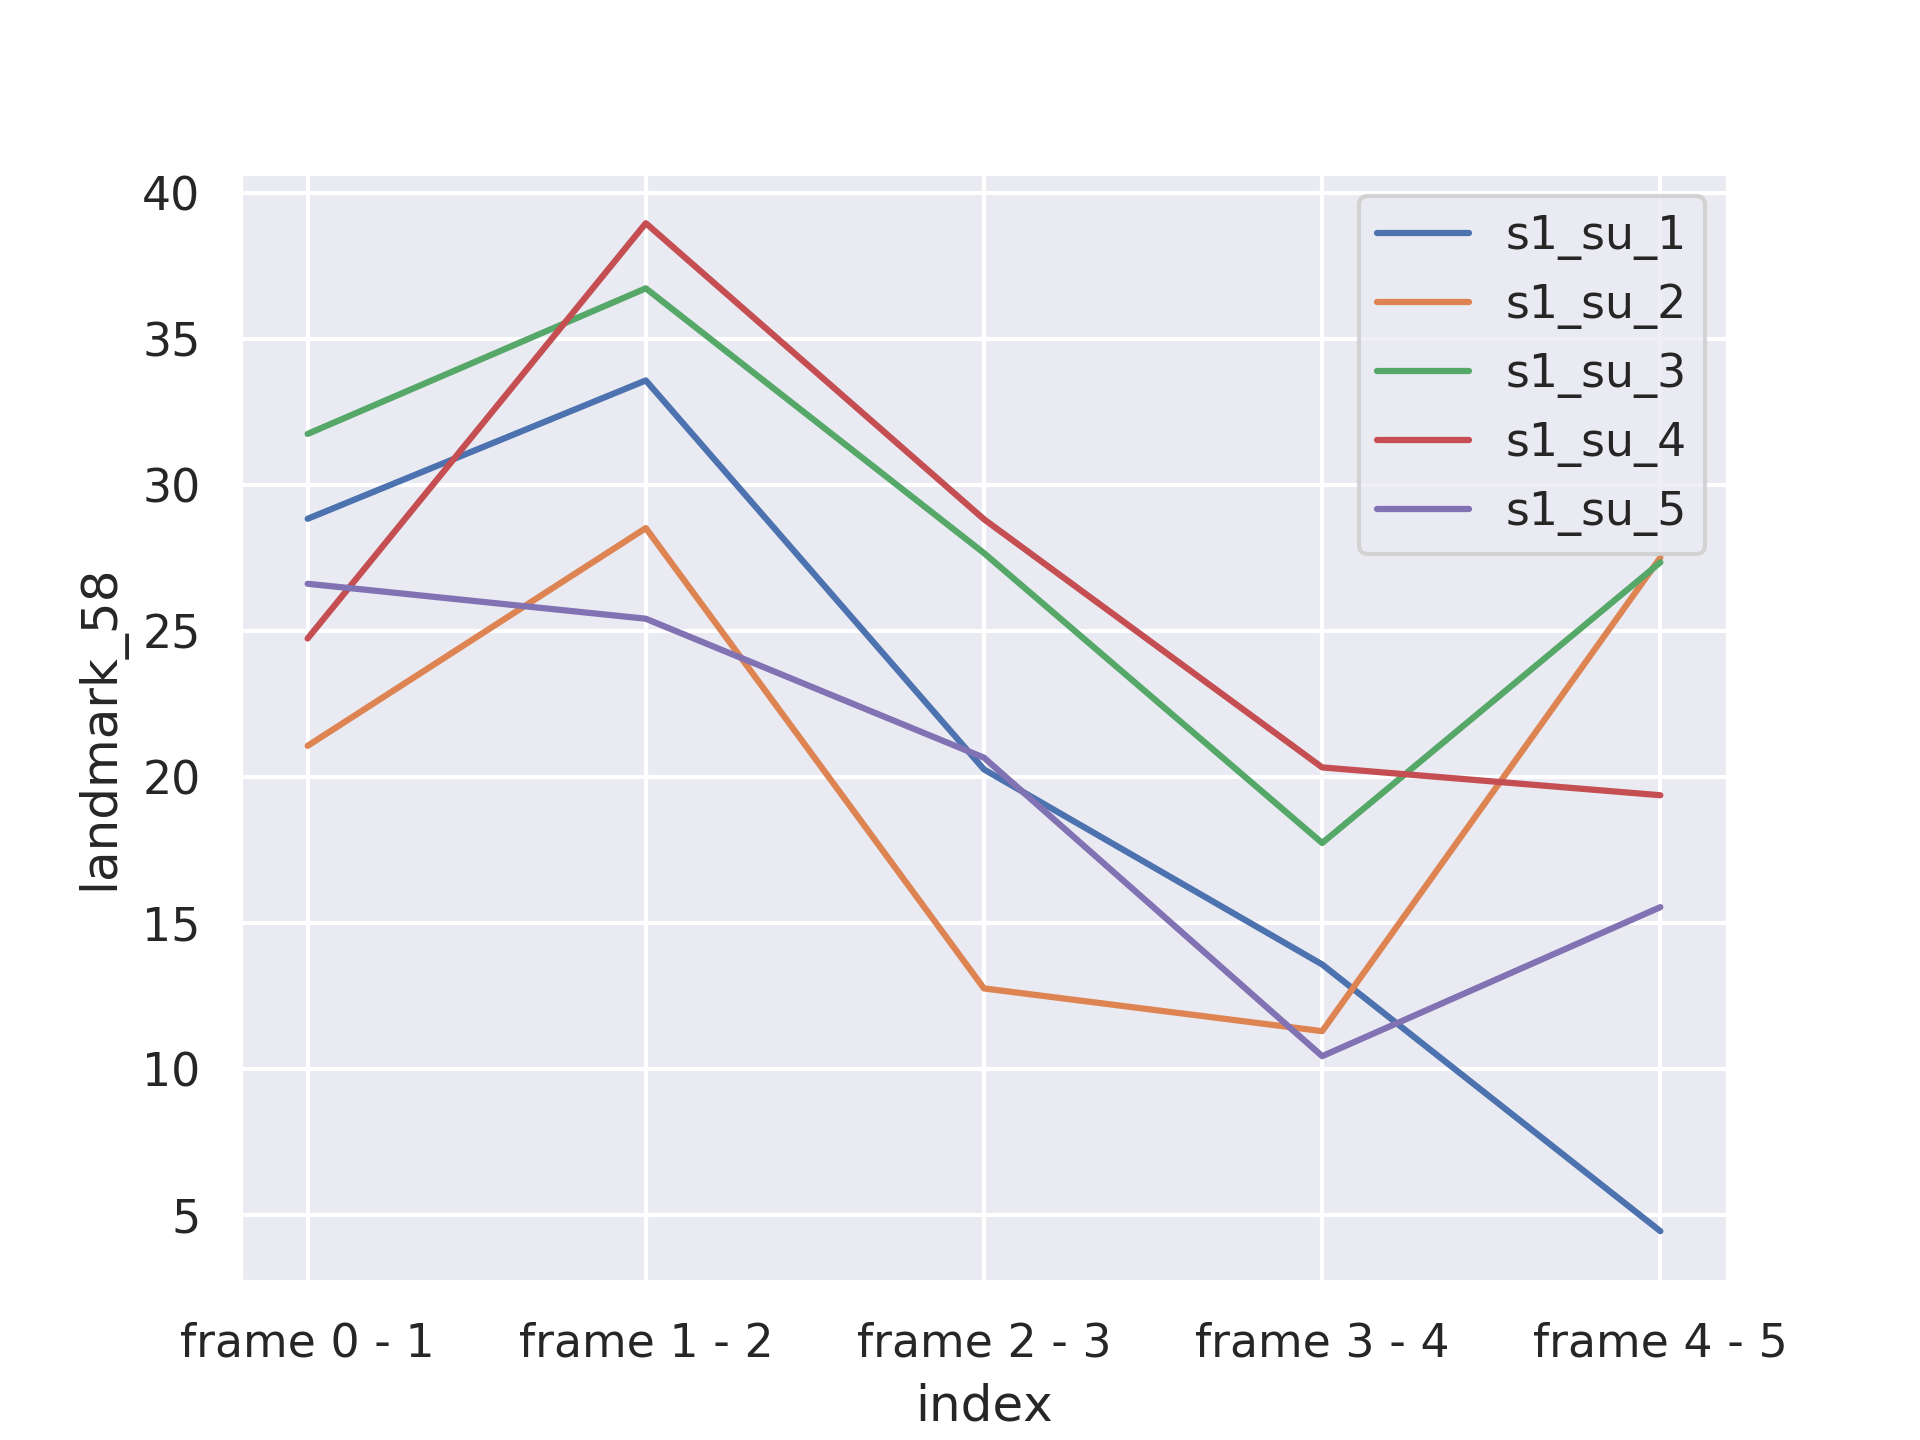 40
35
30
25
20
15
10
5
landmark_58
s1_su_1
s1_su_2
s1_su_3
s1_su_4
s1_su_5
frame 0 - 1 frame 1 - 2 frame 2 - 3 frame 3 - 4 frame 4 - 5
index